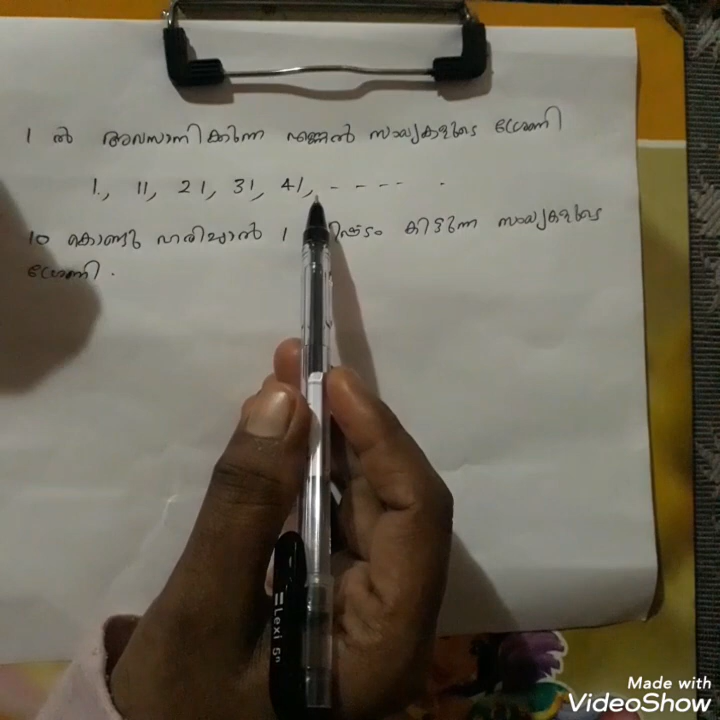 1 ൽ അവസാനിക്കുന്ന എണ്ണൽ സംഖ്യകളുടെ ശ്രേണി
1, 11, 21, 31, 41, - - - - .
10 കൊണ്ടു ഹരിച്ചാൽ 1 കിട്ടുന്ന സംഖ്യകളുടെ
ശ്രേണി.
Lexi 5
Made with
VideoShow